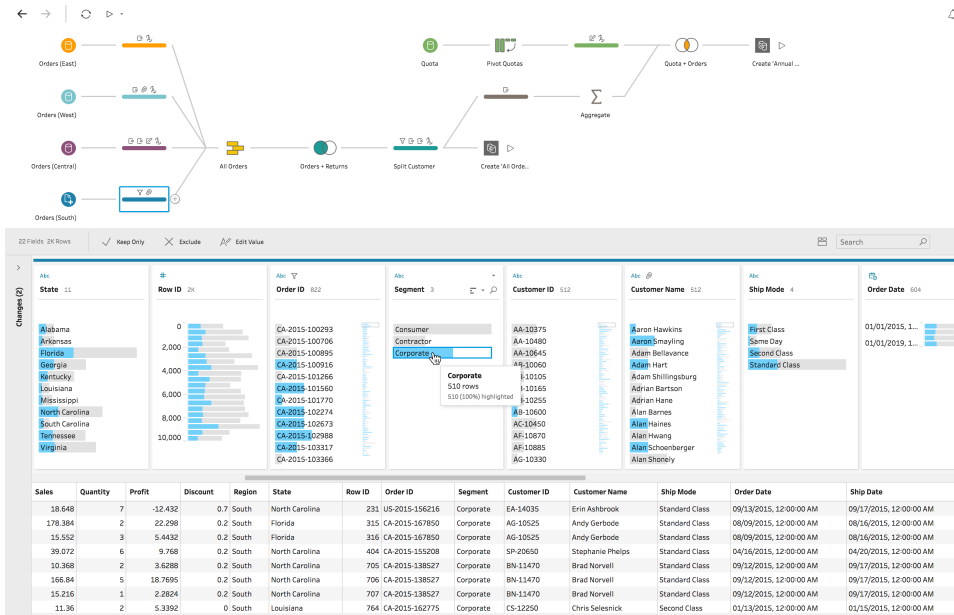 Orders (East)
Quota
Pivot Quotas
Quota + Orders
Create 'Annual ...
Orders (West)
Aggregate
Orders (Central)
All Orders
Orders + Returns
Split Customer
Create 'All Orde...
Orders (South)
22 Fields 2K Rows
Keep Only
Exclude
Edit Value
Search
Changes (2)
Abc
State 11
Alabama
Arkansas
Florida
Georgia
Kentucky
Louisiana
Mississippi
North Carolina
South Carolina
Tennessee
Virginia
#
Row ID 2K
0
2,000
4,000
6,000
8,000
10,000
Abc
Order ID 822
CA-2015-100293
CA-2015-100706
CA-2015-100895
CA-2015-100916
CA-2015-101266
CA-2015-101560
CA-2015-101770
CA-2015-102274
CA-2015-102673
CA-2015-102988
CA-2015-103317
CA-2015-103366
Abc
Segment 3
Consumer
Contractor
Corporate
Corporate
510 rows
510 (100%) highlighted
Abc
Customer ID 512
AA-10375
AA-10480
AA-10645
AB-10060
-10105
-10165
-10255
AB-10600
AC-10450
AF-10870
AF-10885
AG-10330
Abc
Customer Name 512
Aaron Hawkins
Aaron Smayling
Adam Bellavance
Adam Hart
Adam Shillingsburg
Adrian Bartson
Adrian Hane
Alan Barnes
Alan Haines
Alan Hwang
Alan Schoenberger
Alan Shonely
Abc
Ship Mode 4
First Class
Same Day
Second Class
Standard Class
Order Date 604
01/01/2015, 1...
01/01/2019, 1...
Sales Quantity Profit Discount Region State Row ID Order ID Segment Customer ID Customer Name Ship Mode Order Date Ship Date
18.648 7 -12.432 0.7 South North Carolina 231 US-2015-156216 Corporate EA-14035 Erin Ashbrook Standard Class 09/13/2015, 12:00:00 AM 09/17/2015, 12:00:00 AM
178.384 2 22.298 0.2 South Florida 315 CA-2015-167850 Corporate AG-10525 Andy Gerbode Standard Class 08/09/2015, 12:00:00 AM 08/16/2015, 12:00:00 AM
15.552 3 5.4432 0.2 South Florida 316 CA-2015-167850 Corporate AG-10525 Andy Gerbode Standard Class 08/09/2015, 12:00:00 AM 08/16/2015, 12:00:00 AM
39.072 6 9.768 0.2 South North Carolina 404 CA-2015-155208 Corporate SP-20650 Stephanie Phelps Standard Class 04/16/2015, 12:00:00 AM 04/20/2015, 12:00:00 AM
10.368 2 3.6288 0.2 South North Carolina 705 CA-2015-138527 Corporate BN-11470 Brad Norvell Standard Class 09/12/2015, 12:00:00 AM 09/17/2015, 12:00:00 AM
166.84 5 18.7695 0.2 South North Carolina 706 CA-2015-138527 Corporate BN-11470 Brad Norvell Standard Class 09/12/2015, 12:00:00 AM 09/17/2015, 12:00:00 AM
15.216 1 2.2824 0.2 South North Carolina 707 CA-2015-138527 Corporate BN-11470 Brad Norvell Standard Class 09/12/2015, 12:00:00 AM 09/17/2015, 12:00:00 AM
11.36 2 5.3392 0 South Louisiana 764 CA-2015-162775 Corporate CS-12250 Chris Selesnick Second Class 01/13/2015, 12:00:00 AM 01/15/2015, 12:00:00 AM